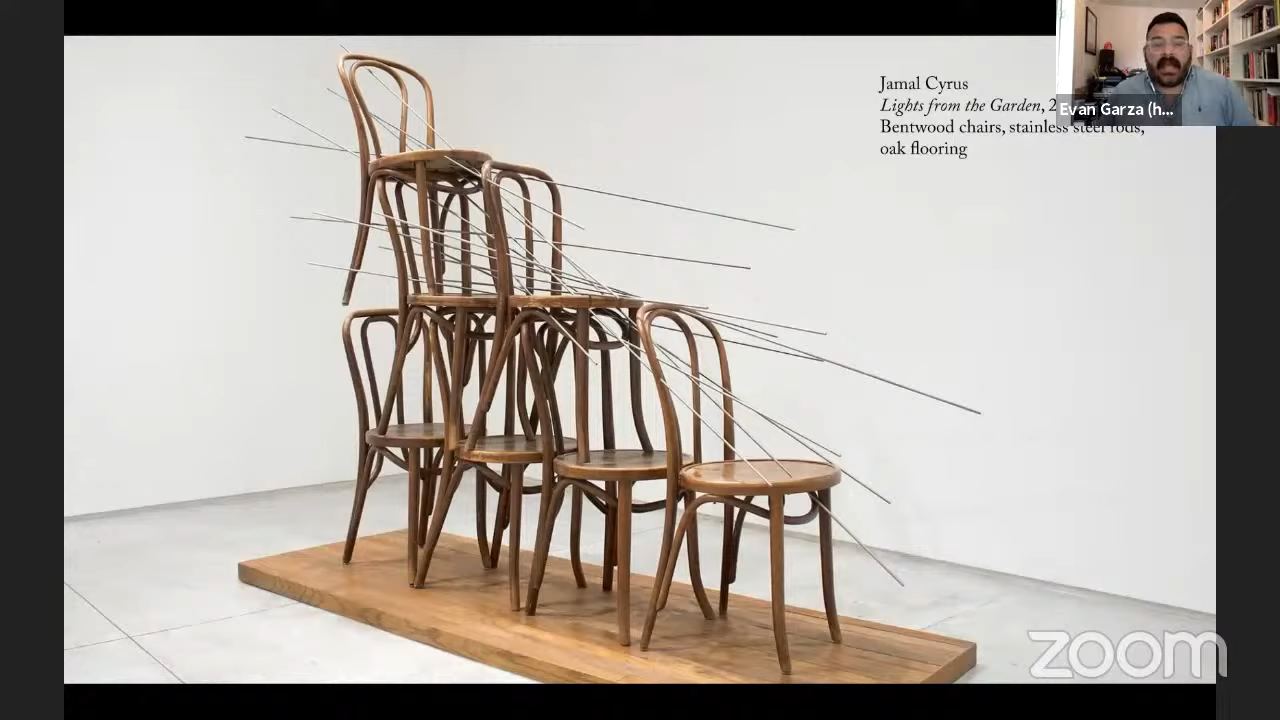 Jamal Cyrus
Lights from the Garden, 2
Bentwood chairs, stainless steel rods,
oak flooring
Evan Garza (h...
zoom